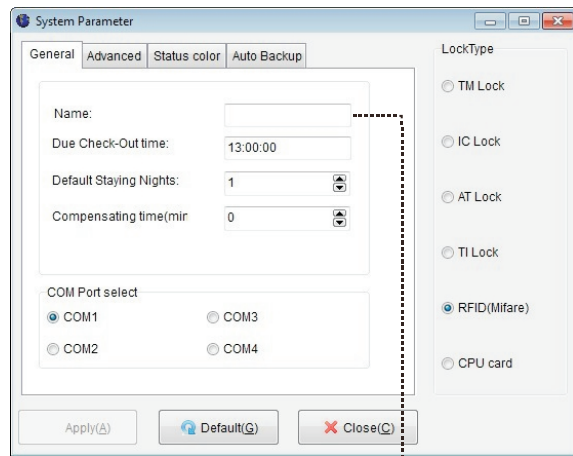 System Parameter
General Advanced Status color Auto Backup
Name:
Due Check-Out time: 13:00:00
Default Staying Nights: 1
Compensating time(min 0
COM Port select
COM1 COM3
COM2 COM4
LockType
TM Lock
IC Lock
AT Lock
TI Lock
RFID(Mifare)
CPU card
Apply(A) Default(G) Close(C)